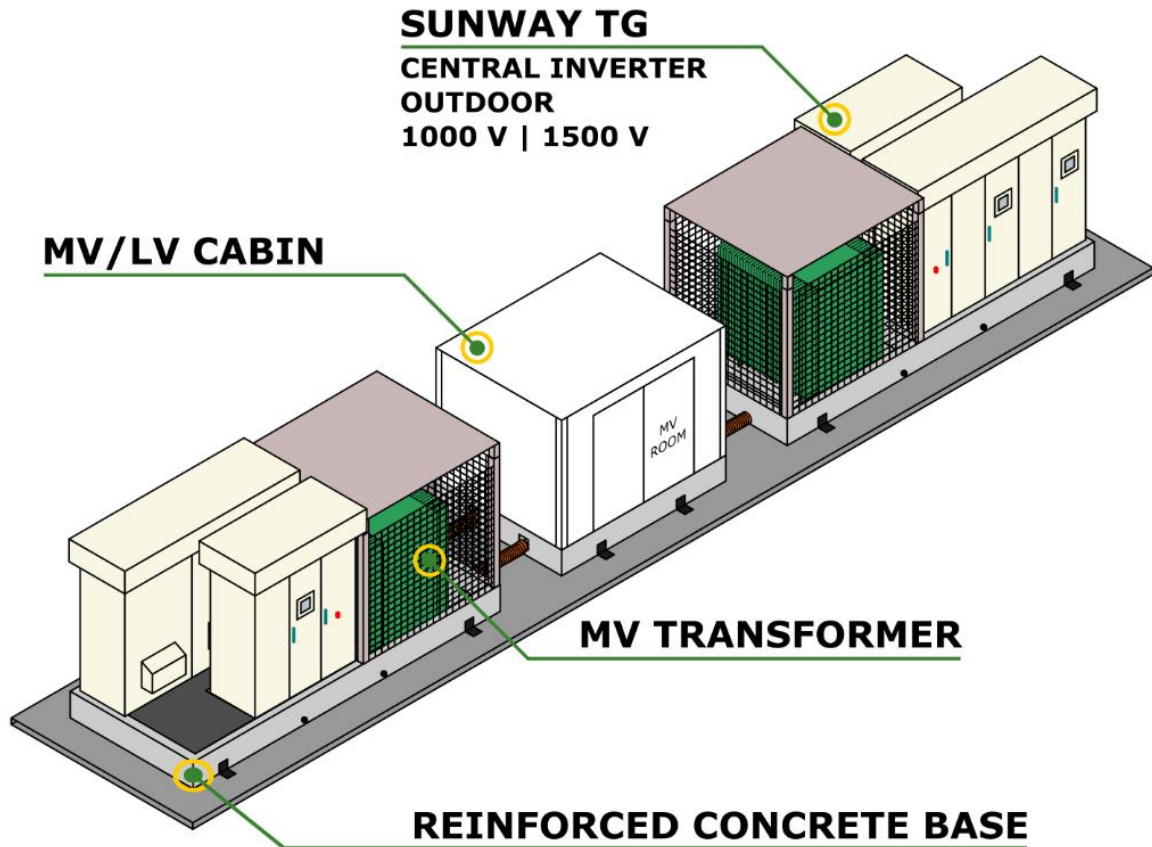 SUNWAY TG
CENTRAL INVERTER
OUTDOOR
1000 V | 1500 V
MV/LV CABIN
MV
ROOM
MV TRANSFORMER
REINFORCED CONCRETE BASE